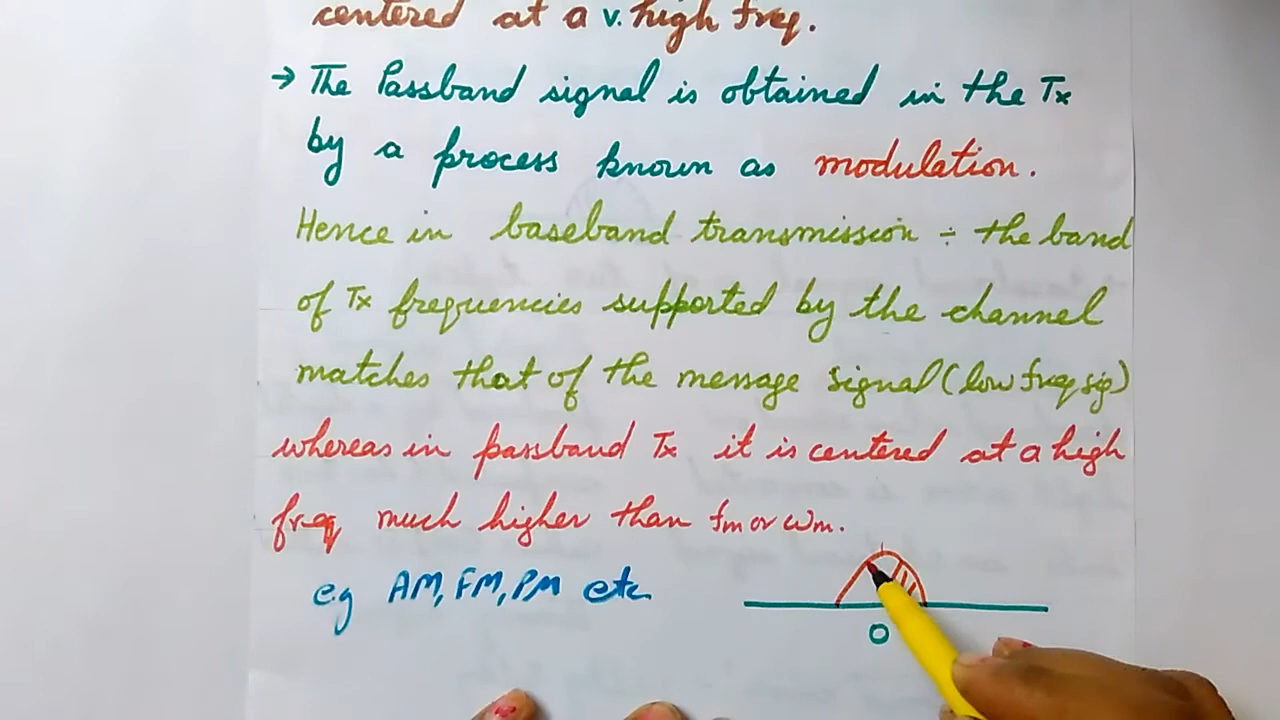 centered at a v. high freq.
→ The Passband signal is obtained in the Tx
by a process known as modulation.
Hence in baseband transmission ÷ the band
of Tx frequencies supported by the channel
matches that of the message signal (low freq sig)
whereas in passband Tx it is centered at a high
freq much higher than fm or ωm.
e.g AM, FM, PM etc
0